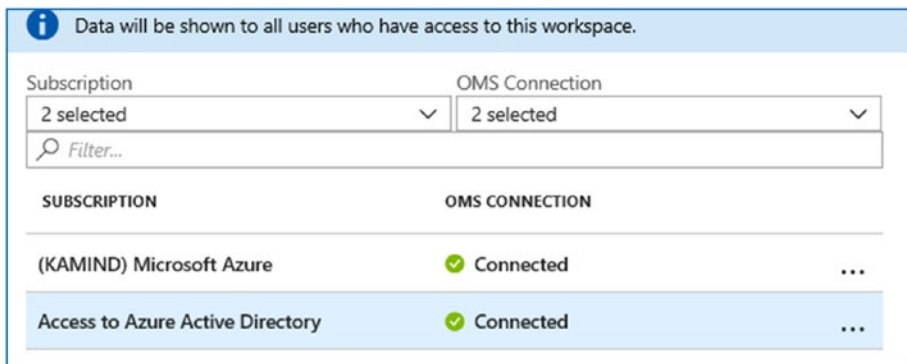 Data will be shown to all users who have access to this workspace.
Subscription OMS Connection
2 selected 2 selected
Filter...
SUBSCRIPTION OMS CONNECTION
(KAMIND) Microsoft Azure Connected ...
Access to Azure Active Directory Connected ...